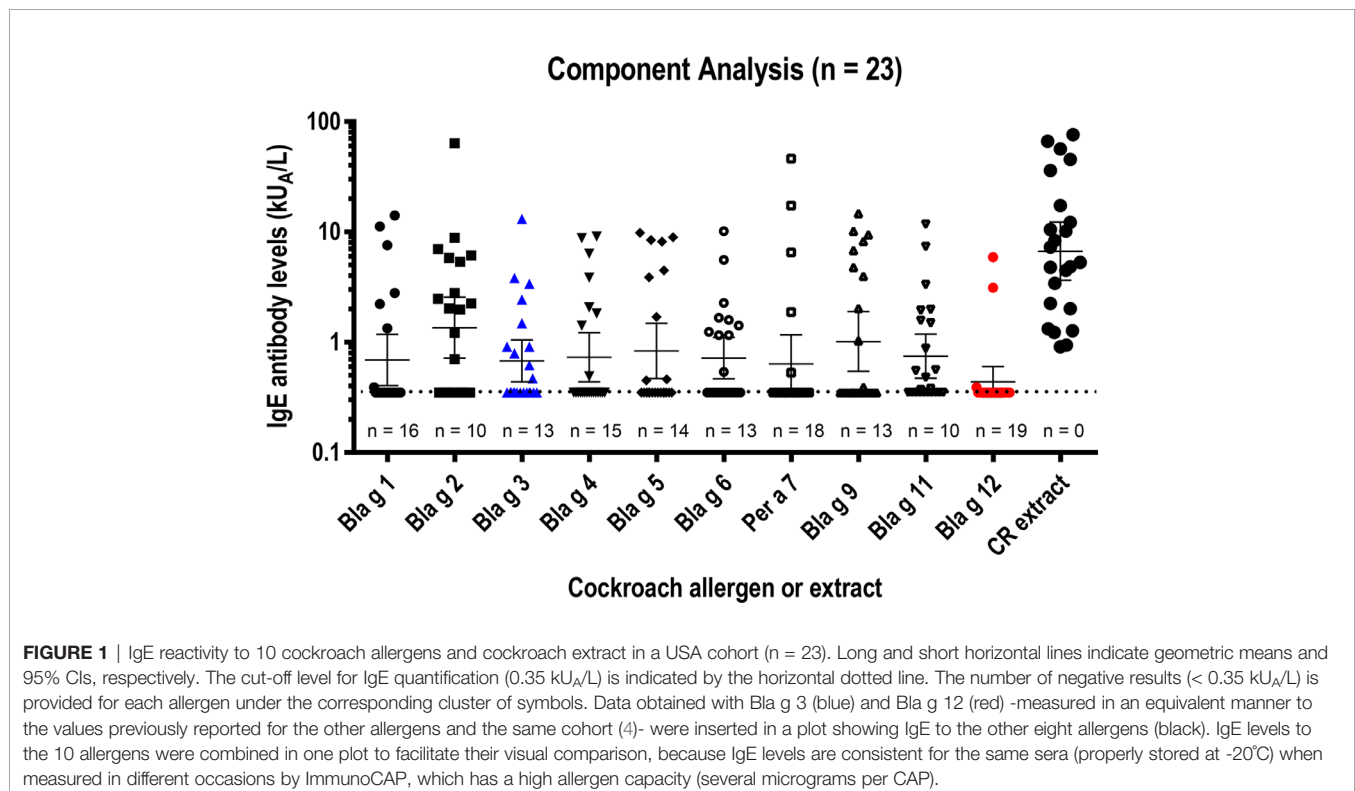 Component Analysis (n = 23)
IgE antibody levels (kUA/L)
100
10
1
0.1
n = 16 n = 10 n = 13 n = 15 n = 14 n = 13 n = 18 n = 13 n = 10 n = 19 n = 0
Bla g 1 Bla g 2 Bla g 3 Bla g 4 Bla g 5 Bla g 6 Per a 7 Bla g 9 Bla g 11 Bla g 12 CR extract
Cockroach allergen or extract
FIGURE 1 | IgE reactivity to 10 cockroach allergens and cockroach extract in a USA cohort (n = 23). Long and short horizontal lines indicate geometric means and
95% CIs, respectively. The cut-off level for IgE quantification (0.35 kUA/L) is indicated by the horizontal dotted line. The number of negative results (< 0.35 kUA/L) is
provided for each allergen under the corresponding cluster of symbols. Data obtained with Bla g 3 (blue) and Bla g 12 (red) -measured in an equivalent manner to
the values previously reported for the other allergens and the same cohort (4)- were inserted in a plot showing IgE to the other eight allergens (black). IgE levels to
the 10 allergens were combined in one plot to facilitate their visual comparison, because IgE levels are consistent for the same sera (properly stored at -20°C) when
measured in different occasions by ImmunoCAP, which has a high allergen capacity (several micrograms per CAP).